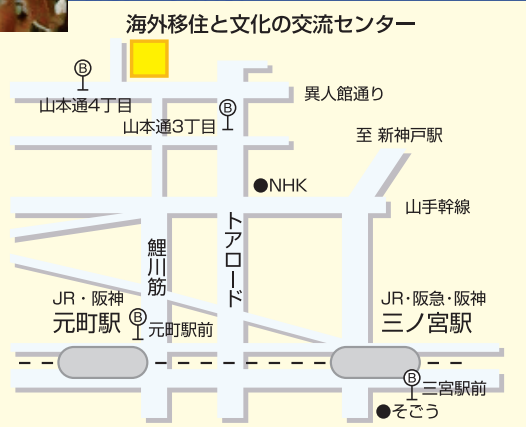 海外移住と文化の交流センター
Ⓑ
山本通4丁目
異人館通り
Ⓑ
山本通3丁目
至 新神戸駅
●NHK
山手幹線
鯉川筋
トアロード
JR・阪神
元町駅
Ⓑ
元町駅前
JR・阪急・阪神
三ノ宮駅
Ⓑ
三宮駅前
●そごう